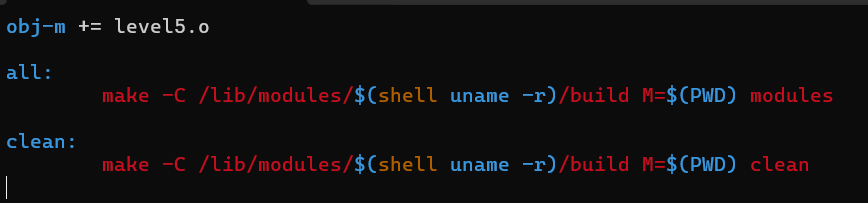 obj-m += level5.o
all:
make -C /lib/modules/$(shell uname -r)/build M=$(PWD) modules
clean:
make -C /lib/modules/$(shell uname -r)/build M=$(PWD) clean